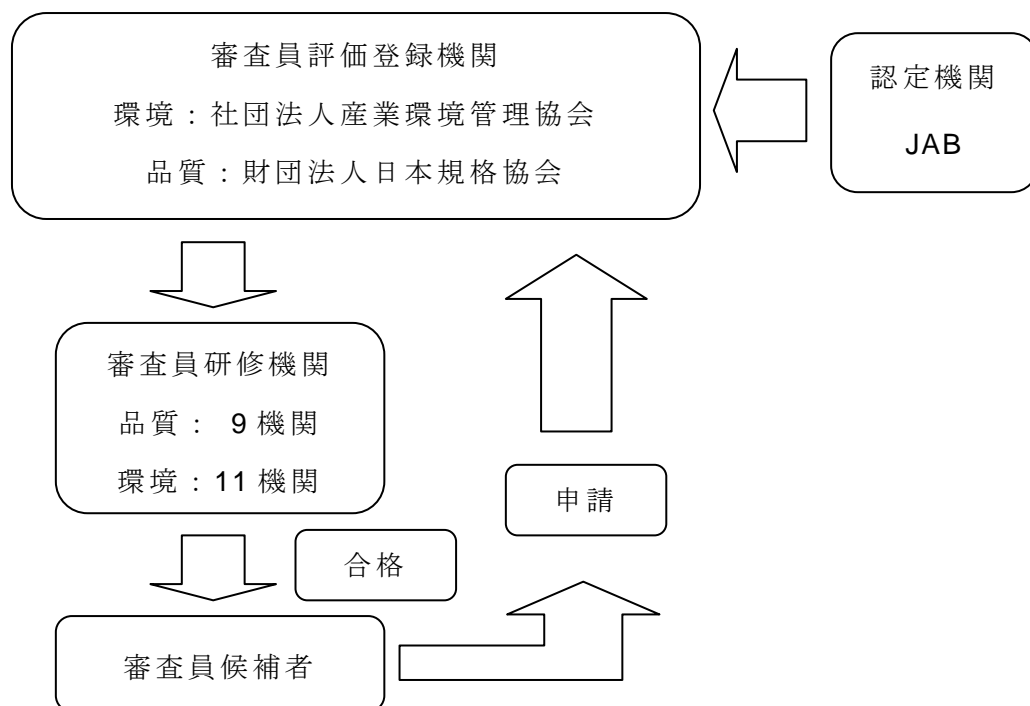 審査員評価登録機関
環境：社団法人産業環境管理協会
品質：財団法人日本規格協会
認定機関
JAB
審査員研修機関
品質： 9機関
環境：11機関
申請
合格
審査員候補者